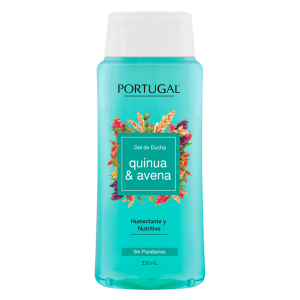 PORTUGAL
Gel de Ducha
quinua
& avena
Humectante y
Nutritivo
Sin Parabenos
330 mL